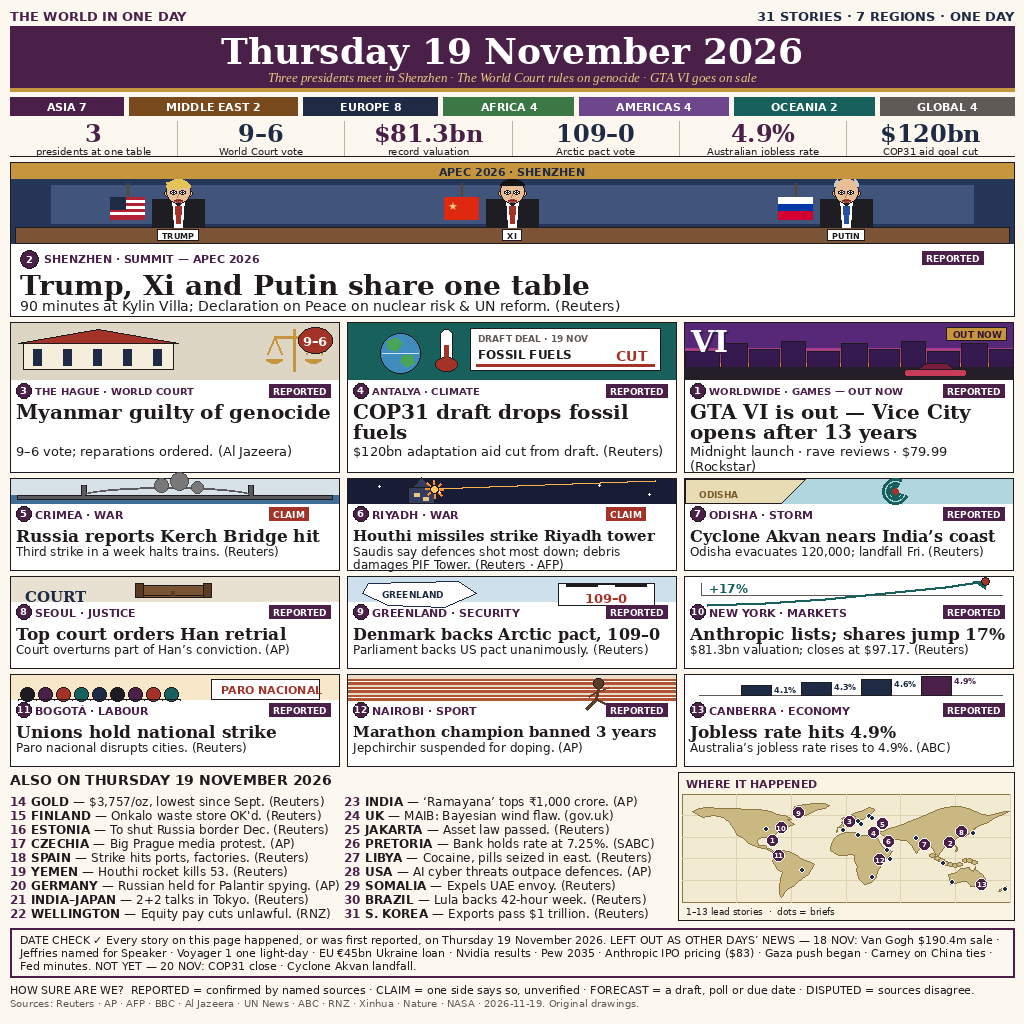 THE WORLD IN ONE DAY
31 STORIES · 7 REGIONS · ONE DAY
Thursday 19 November 2026
Three presidents meet in Shenzhen · The World Court rules on genocide · GTA VI goes on sale
ASIA 7
MIDDLE EAST 2
EUROPE 8
AFRICA 4
AMERICAS 4
OCEANIA 2
GLOBAL 4
3
presidents at one table
9–6
World Court vote
$81.3bn
record valuation
109–0
Arctic pact vote
4.9%
Australian jobless rate
$120bn
COP31 aid goal cut
APEC 2026 · SHENZHEN
TRUMP
XI
PUTIN
2 SHENZHEN · SUMMIT — APEC 2026
REPORTED
Trump, Xi and Putin share one table
90 minutes at Kylin Villa; Declaration on Peace on nuclear risk & UN reform. (Reuters)
9–6
3 THE HAGUE · WORLD COURT
REPORTED
Myanmar guilty of genocide
9–6 vote; reparations ordered. (Al Jazeera)
DRAFT DEAL · 19 NOV
FOSSIL FUELS
CUT
4 ANTALYA · CLIMATE
REPORTED
COP31 draft drops fossil
fuels
$120bn adaptation aid cut from draft. (Reuters)
VI
OUT NOW
1 WORLDWIDE · GAMES — OUT NOW
REPORTED
GTA VI is out — Vice City
opens after 13 years
Midnight launch · rave reviews · $79.99
(Rockstar)
5 CRIMEA · WAR
CLAIM
Russia reports Kerch Bridge hit
Third strike in a week halts trains. (Reuters)
6 RIYADH · WAR
CLAIM
Houthi missiles strike Riyadh tower
Saudis say defences shot most down; debris
damages PIF Tower. (Reuters · AFP)
ODISHA
7 ODISHA · STORM
REPORTED
Cyclone Akvan nears India’s coast
Odisha evacuates 120,000; landfall Fri. (Reuters)
COURT
8 SEOUL · JUSTICE
REPORTED
Top court orders Han retrial
Court overturns part of Han’s conviction. (AP)
GREENLAND
109–0
9 GREENLAND · SECURITY
REPORTED
Denmark backs Arctic pact, 109–0
Parliament backs US pact unanimously. (Reuters)
+17%
10 NEW YORK · MARKETS
REPORTED
Anthropic lists; shares jump 17%
$81.3bn valuation; closes at $97.17. (Reuters)
PARO NACIONAL
11 BOGOTÁ · LABOUR
REPORTED
Unions hold national strike
Paro nacional disrupts cities. (Reuters)
12 NAIROBI · SPORT
REPORTED
Marathon champion banned 3 years
Jepchirchir suspended for doping. (AP)
4.1%
4.3%
4.6%
4.9%
13 CANBERRA · ECONOMY
REPORTED
Jobless rate hits 4.9%
Australia’s jobless rate rises to 4.9%. (ABC)
ALSO ON THURSDAY 19 NOVEMBER 2026
14 GOLD — $3,757/oz, lowest since Sept. (Reuters)
15 FINLAND — Onkalo waste store OK'd. (Reuters)
16 ESTONIA — To shut Russia border Dec. (Reuters)
17 CZECHIA — Big Prague media protest. (AP)
18 SPAIN — Strike hits ports, factories. (Reuters)
19 YEMEN — Houthi rocket kills 53. (Reuters)
20 GERMANY — Russian held for Palantir spying. (AP)
21 INDIA–JAPAN — 2+2 talks in Tokyo. (Reuters)
22 WELLINGTON — Equity pay cuts unlawful. (RNZ)
23 INDIA — ‘Ramayana’ tops ₹1,000 crore. (AP)
24 UK — MAIB: Bayesian wind flaw. (gov.uk)
25 JAKARTA — Asset law passed. (Reuters)
26 PRETORIA — Bank holds rate at 7.25%. (SABC)
27 LIBYA — Cocaine, pills seized in east. (Reuters)
28 USA — AI cyber threats outpace defences. (AP)
29 SOMALIA — Expels UAE envoy. (Reuters)
30 BRAZIL — Lula backs 42-hour week. (Reuters)
31 S. KOREA — Exports pass $1 trillion. (Reuters)
WHERE IT HAPPENED
9
10
3
5
4
8
1
6
7
2
11
12
13
1–13 lead stories · dots = briefs
DATE CHECK ✓ Every story on this page happened, or was first reported, on Thursday 19 November 2026. LEFT OUT AS OTHER DAYS’ NEWS — 18 NOV: Van Gogh $190.4m sale ·
Jeffries named for Speaker · Voyager 1 one light-day · EU €45bn Ukraine loan · Nvidia results · Pew 2035 · Anthropic IPO pricing ($83) · Gaza push began · Carney on China ties ·
Fed minutes. NOT YET — 20 NOV: COP31 close · Cyclone Akvan landfall.
HOW SURE ARE WE? REPORTED = confirmed by named sources · CLAIM = one side says so, unverified · FORECAST = a draft, poll or due date · DISPUTED = sources disagree.
Sources: Reuters · AP · AFP · BBC · Al Jazeera · UN News · ABC · RNZ · Xinhua · Nature · NASA · 2026-11-19. Original drawings.